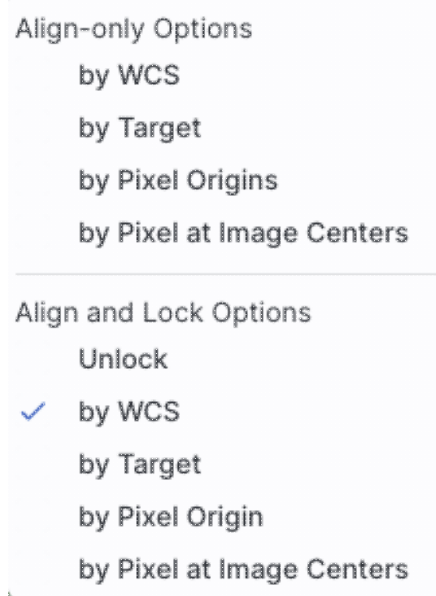 Align-only Options
by WCS
by Target
by Pixel Origins
by Pixel at Image Centers
Align and Lock Options
Unlock
by WCS
by Target
by Pixel Origin
by Pixel at Image Centers